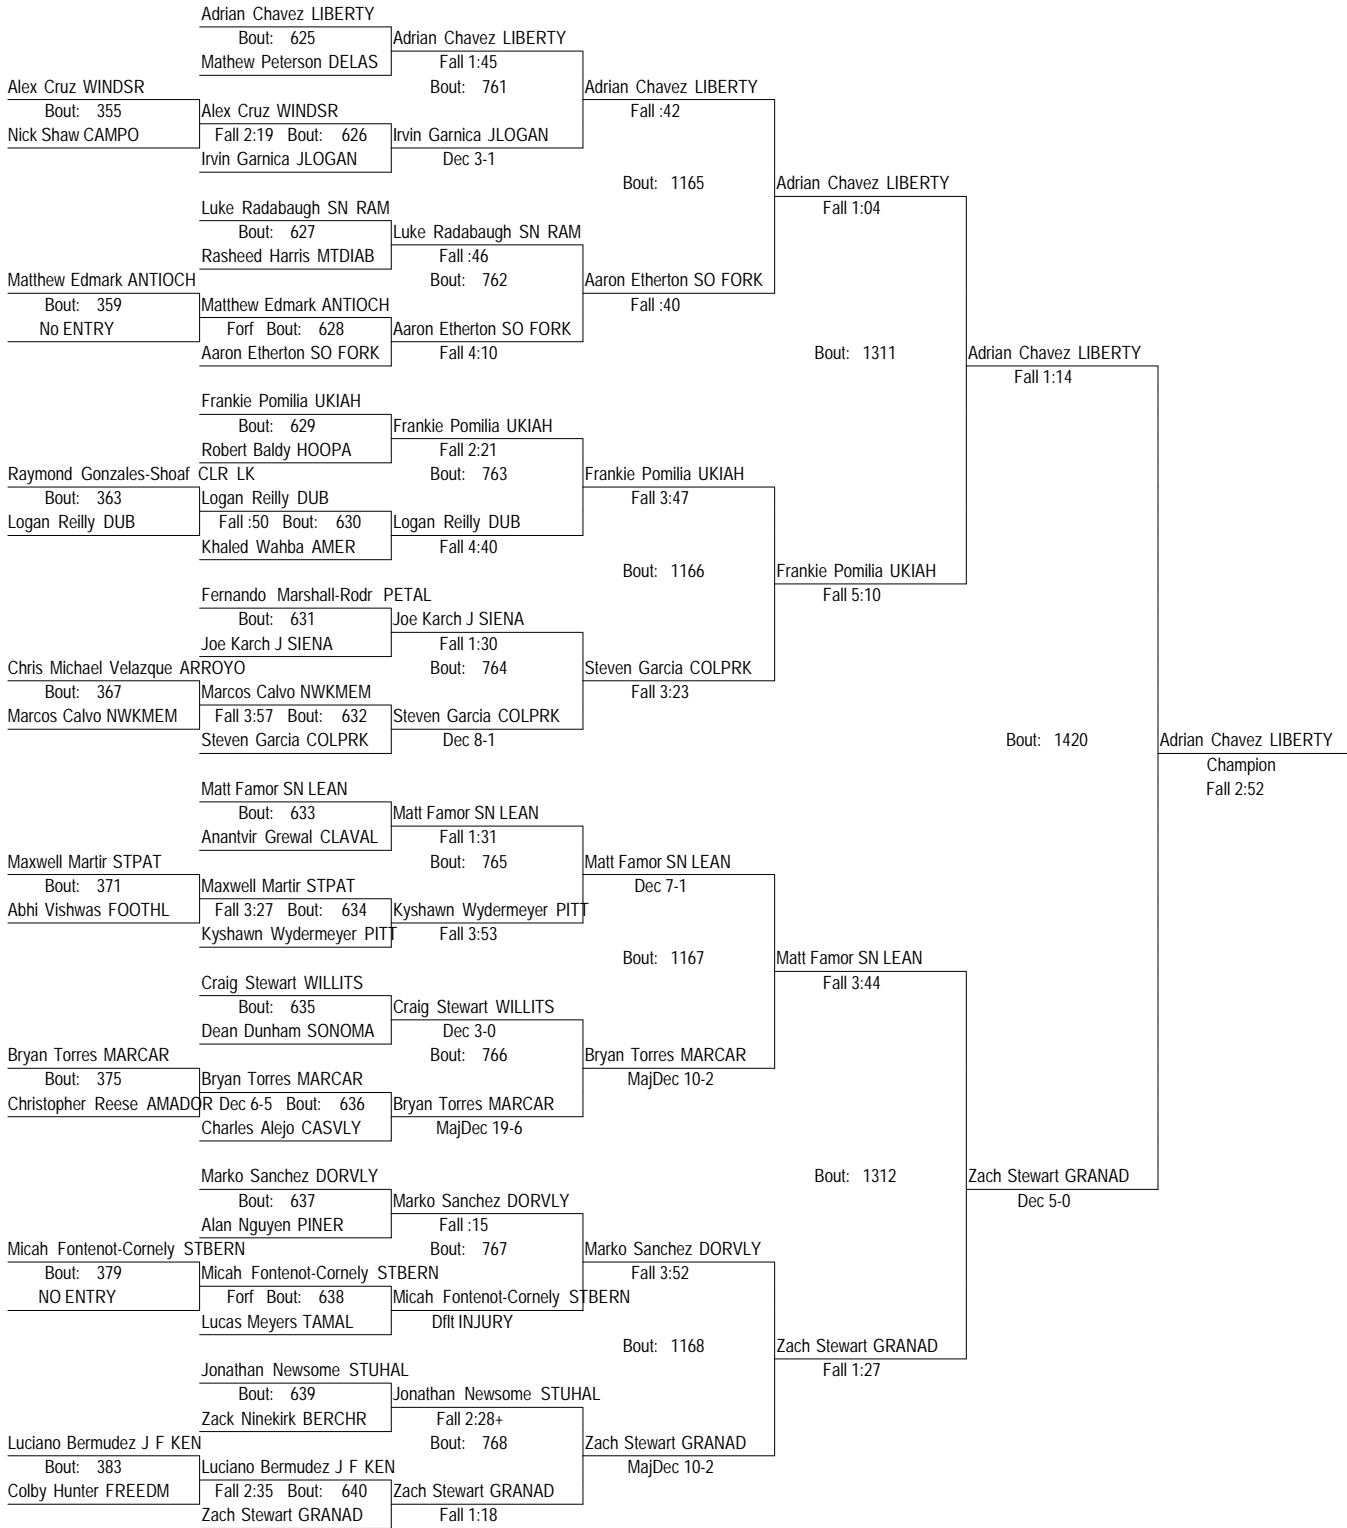 Adrian Chavez LIBERTY
Bout: 625
Adrian Chavez LIBERTY
Mathew Peterson DELAS
Fall 1:45
Alex Cruz WINDSR
Bout: 761
Adrian Chavez LIBERTY
Bout: 355
Alex Cruz WINDSR
Fall :42
Nick Shaw CAMPO
Fall 2:19 Bout: 626
Irvin Garnica JLOGAN
Irvin Garnica JLOGAN
Dec 3-1
Bout: 1165
Adrian Chavez LIBERTY
Luke Radabaugh SN RAM
Fall 1:04
Bout: 627
Luke Radabaugh SN RAM
Rasheed Harris MTDIAB
Fall :46
Matthew Edmark ANTIOCH
Bout: 762
Aaron Etherton SO FORK
Bout: 359
Matthew Edmark ANTIOCH
Fall :40
No ENTRY
Forf Bout: 628
Aaron Etherton SO FORK
Aaron Etherton SO FORK
Fall 4:10
Bout: 1311
Adrian Chavez LIBERTY
Fall 1:14
Frankie Pomilia UKIAH
Bout: 629
Frankie Pomilia UKIAH
Robert Baldy HOOPA
Fall 2:21
Raymond Gonzales-Shoaf CLR LK
Bout: 763
Frankie Pomilia UKIAH
Bout: 363
Logan Reilly DUB
Fall 3:47
Logan Reilly DUB
Fall :50 Bout: 630
Logan Reilly DUB
Khaled Wahba AMER
Fall 4:40
Bout: 1166
Frankie Pomilia UKIAH
Fernando Marshall-Rodr PETAL
Fall 5:10
Bout: 631
Joe Karch J SIENA
Joe Karch J SIENA
Fall 1:30
Chris Michael Velazque ARROYO
Bout: 764
Steven Garcia COLPRK
Bout: 367
Marcos Calvo NWKMEM
Fall 3:23
Marcos Calvo NWKMEM
Fall 3:57 Bout: 632
Steven Garcia COLPRK
Steven Garcia COLPRK
Dec 8-1
Bout: 1420
Adrian Chavez LIBERTY
Champion
Fall 2:52
Matt Famor SN LEAN
Bout: 633
Matt Famor SN LEAN
Anantvir Grewal CLAVAL
Fall 1:31
Maxwell Martir STPAT
Bout: 765
Matt Famor SN LEAN
Bout: 371
Maxwell Martir STPAT
Dec 7-1
Abhi Vishwas FOOTHL
Fall 3:27 Bout: 634
Kyshawn Wydermeyer PITT
Kyshawn Wydermeyer PITT
Fall 3:53
Bout: 1167
Matt Famor SN LEAN
Craig Stewart WILLITS
Fall 3:44
Bout: 635
Craig Stewart WILLITS
Dean Dunham SONOMA
Dec 3-0
Bryan Torres MARCAR
Bout: 766
Bryan Torres MARCAR
Bout: 375
Bryan Torres MARCAR
MajDec 10-2
Christopher Reese AMADOR
Dec 6-5 Bout: 636
Bryan Torres MARCAR
Charles Alejo CASVLY
MajDec 19-6
Marko Sanchez DORVLY
Bout: 1312
Zach Stewart GRANAD
Bout: 637
Marko Sanchez DORVLY
Dec 5-0
Alan Nguyen PINER
Fall :15
Micah Fontenot-Cornely STBERN
Bout: 767
Marko Sanchez DORVLY
Bout: 379
Micah Fontenot-Cornely STBERN
Fall 3:52
NO ENTRY
Forf Bout: 638
Micah Fontenot-Cornely STBERN
Lucas Meyers TAMAL
Dflt INJURY
Bout: 1168
Zach Stewart GRANAD
Jonathan Newsome STUHAL
Fall 1:27
Bout: 639
Jonathan Newsome STUHAL
Zack Ninekirk BERCHR
Fall 2:28+
Luciano Bermudez J F KEN
Bout: 768
Zach Stewart GRANAD
Bout: 383
Luciano Bermudez J F KEN
MajDec 10-2
Colby Hunter FREEDM
Fall 2:35 Bout: 640
Zach Stewart GRANAD
Zach Stewart GRANAD
Fall 1:18